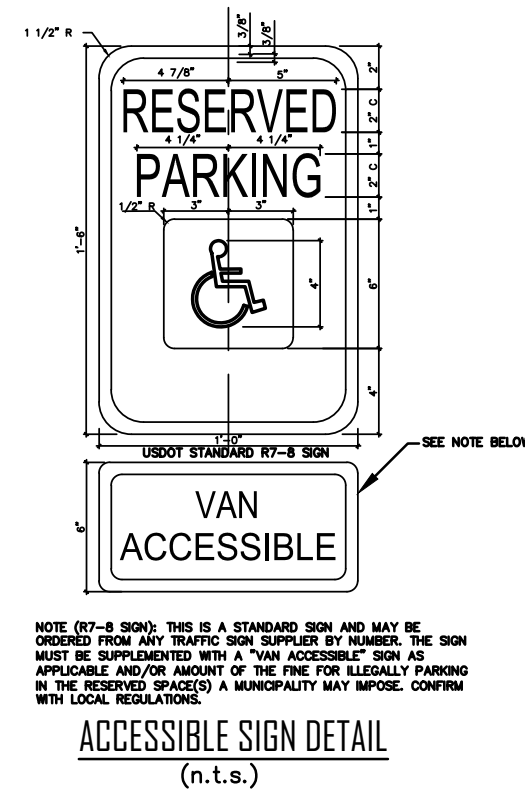 1 1/2" R
3/8"
3/8"
4 7/8"
5"
2"
RESERVED
2" C
4 1/4"
4 1/4"
1"
PARKING
2" C
1/2" R
3"
3"
1"
1'-6"
4"
6"
4"
1'-0"
USDOT STANDARD R7-8 SIGN
SEE NOTE BELOW
6"
VAN
ACCESSIBLE
NOTE (R7-8 SIGN): THIS IS A STANDARD SIGN AND MAY BE
ORDERED FROM ANY TRAFFIC SIGN SUPPLIER BY NUMBER. THE SIGN
MUST BE SUPPLEMENTED WITH A "VAN ACCESSIBLE" SIGN AS
APPLICABLE AND/OR AMOUNT OF THE FINE FOR ILLEGALLY PARKING
IN THE RESERVED SPACE(S) A MUNICIPALITY MAY IMPOSE. CONFIRM
WITH LOCAL REGULATIONS.
ACCESSIBLE SIGN DETAIL
(n.t.s.)